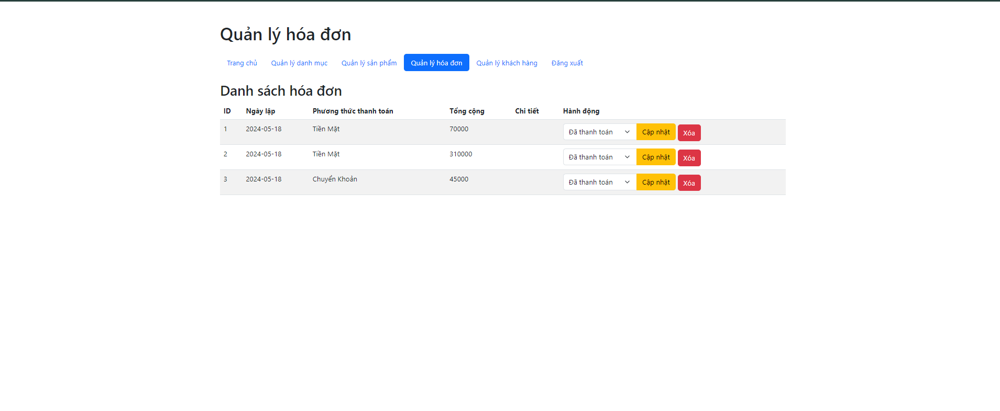 Quản lý hóa đơn
Trang chủ Quản lý danh mục Quản lý sản phẩm Quản lý hóa đơn Quản lý khách hàng Đăng xuất
Danh sách hóa đơn
ID Ngày lập Phương thức thanh toán Tổng cộng Chi tiết Hành động
1 2024-05-18 Tiền Mặt 70000 Đã thanh toán Cập nhật Xóa
2 2024-05-18 Tiền Mặt 310000 Đã thanh toán Cập nhật Xóa
3 2024-05-18 Chuyển Khoản 45000 Đã thanh toán Cập nhật Xóa